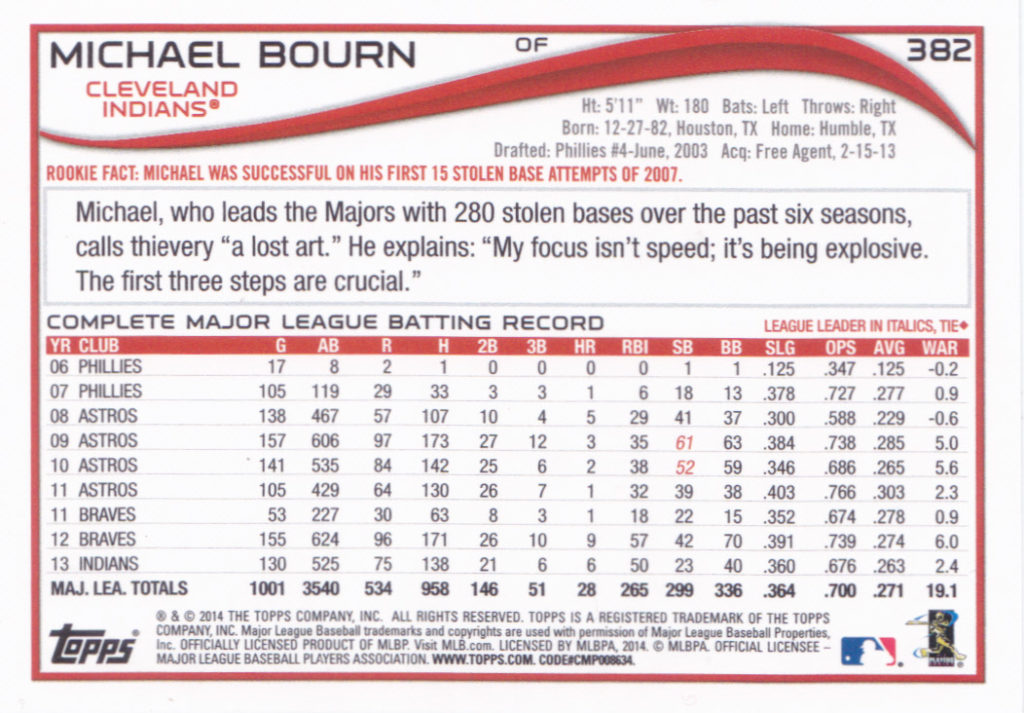 MICHAEL BOURN OF 382
CLEVELAND
INDIANS®
Ht: 5'11" Wt: 180 Bats: Left Throws: Right
Born: 12-27-82, Houston, TX Home: Humble, TX
Drafted: Phillies #4-June, 2003 Acq: Free Agent, 2-15-13
ROOKIE FACT: MICHAEL WAS SUCCESSFUL ON HIS FIRST 15 STOLEN BASE ATTEMPTS OF 2007.
Michael, who leads the Majors with 280 stolen bases over the past six seasons,
calls thievery “a lost art.” He explains: “My focus isn’t speed; it’s being explosive.
The first three steps are crucial.”
COMPLETE MAJOR LEAGUE BATTING RECORD LEAGUE LEADER IN ITALICS, TIE◆
YR CLUB G AB R H 2B 3B HR RBI SB BB SLG OPS AVG WAR
06 PHILLIES 17 8 2 1 0 0 0 0 1 1 .125 .347 .125 -0.2
07 PHILLIES 105 119 29 33 3 3 1 6 18 13 .378 .727 .277 0.9
08 ASTROS 138 467 57 107 10 4 5 29 41 37 .300 .588 .229 -0.6
09 ASTROS 157 606 97 173 27 12 3 35 61 63 .384 .738 .285 5.0
10 ASTROS 141 535 84 142 25 6 2 38 52 59 .346 .686 .265 5.6
11 ASTROS 105 429 64 130 26 7 1 32 39 38 .403 .766 .303 2.3
11 BRAVES 53 227 30 63 8 3 1 18 22 15 .352 .674 .278 0.9
12 BRAVES 155 624 96 171 26 10 9 57 42 70 .391 .739 .274 6.0
13 INDIANS 130 525 75 138 21 6 6 50 23 40 .360 .676 .263 2.4
MAJ. LEA. TOTALS 1001 3540 534 958 146 51 28 265 299 336 .364 .700 .271 19.1
Topps®
® & © 2014 THE TOPPS COMPANY, INC. ALL RIGHTS RESERVED. TOPPS IS A REGISTERED TRADEMARK OF THE TOPPS
COMPANY, INC. Major League Baseball trademarks and copyrights are used with permission of Major League Baseball Properties,
Inc. OFFICIALLY LICENSED PRODUCT OF MLBP. Visit MLB.com. LICENSED BY MLBPA, 2014. © MLBPA. OFFICIAL LICENSEE –
MAJOR LEAGUE BASEBALL PLAYERS ASSOCIATION. WWW.TOPPS.COM. CODE#CMP008634.